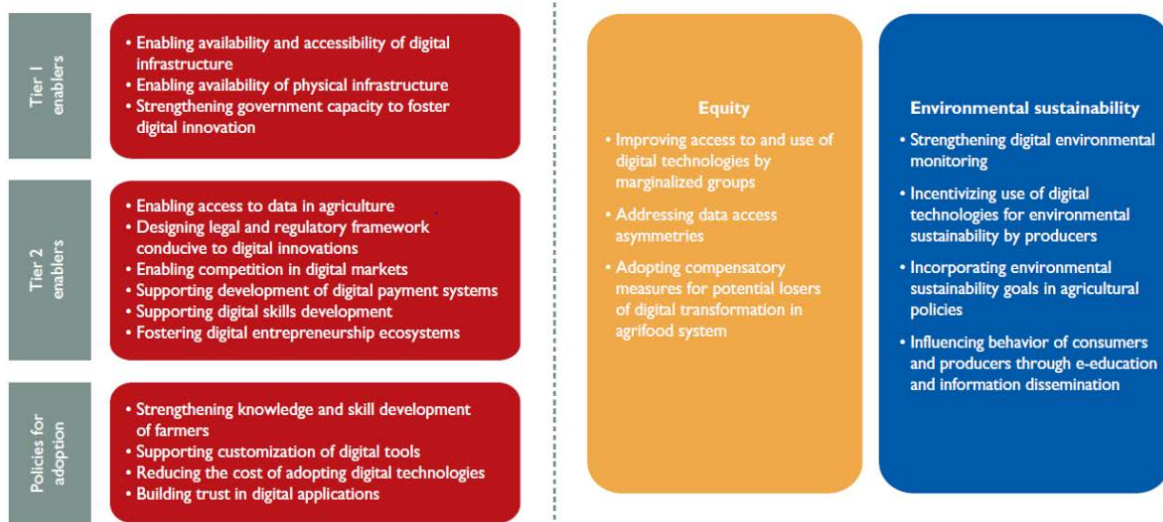 Tier 1
enablers
• Enabling availability and accessibility of digital
infrastructure
• Enabling availability of physical infrastructure
• Strengthening government capacity to foster
digital innovation
Tier 2
enablers
• Enabling access to data in agriculture
• Designing legal and regulatory framework
conducive to digital innovations
• Enabling competition in digital markets
• Supporting development of digital payment systems
• Supporting digital skills development
• Fostering digital entrepreneurship ecosystems
Policies for
adoption
• Strengthening knowledge and skill development
of farmers
• Supporting customization of digital tools
• Reducing the cost of adopting digital technologies
• Building trust in digital applications
Equity
• Improving access to and use of
digital technologies by
marginalized groups
• Addressing data access
asymmetries
• Adopting compensatory
measures for potential losers
of digital transformation in
agrifood system
Environmental sustainability
• Strengthening digital environmental
monitoring
• Incentivizing use of digital
technologies for environmental
sustainability by producers
• Incorporating environmental
sustainability goals in agricultural
policies
• Influencing behavior of consumers
and producers through e-education
and information dissemination